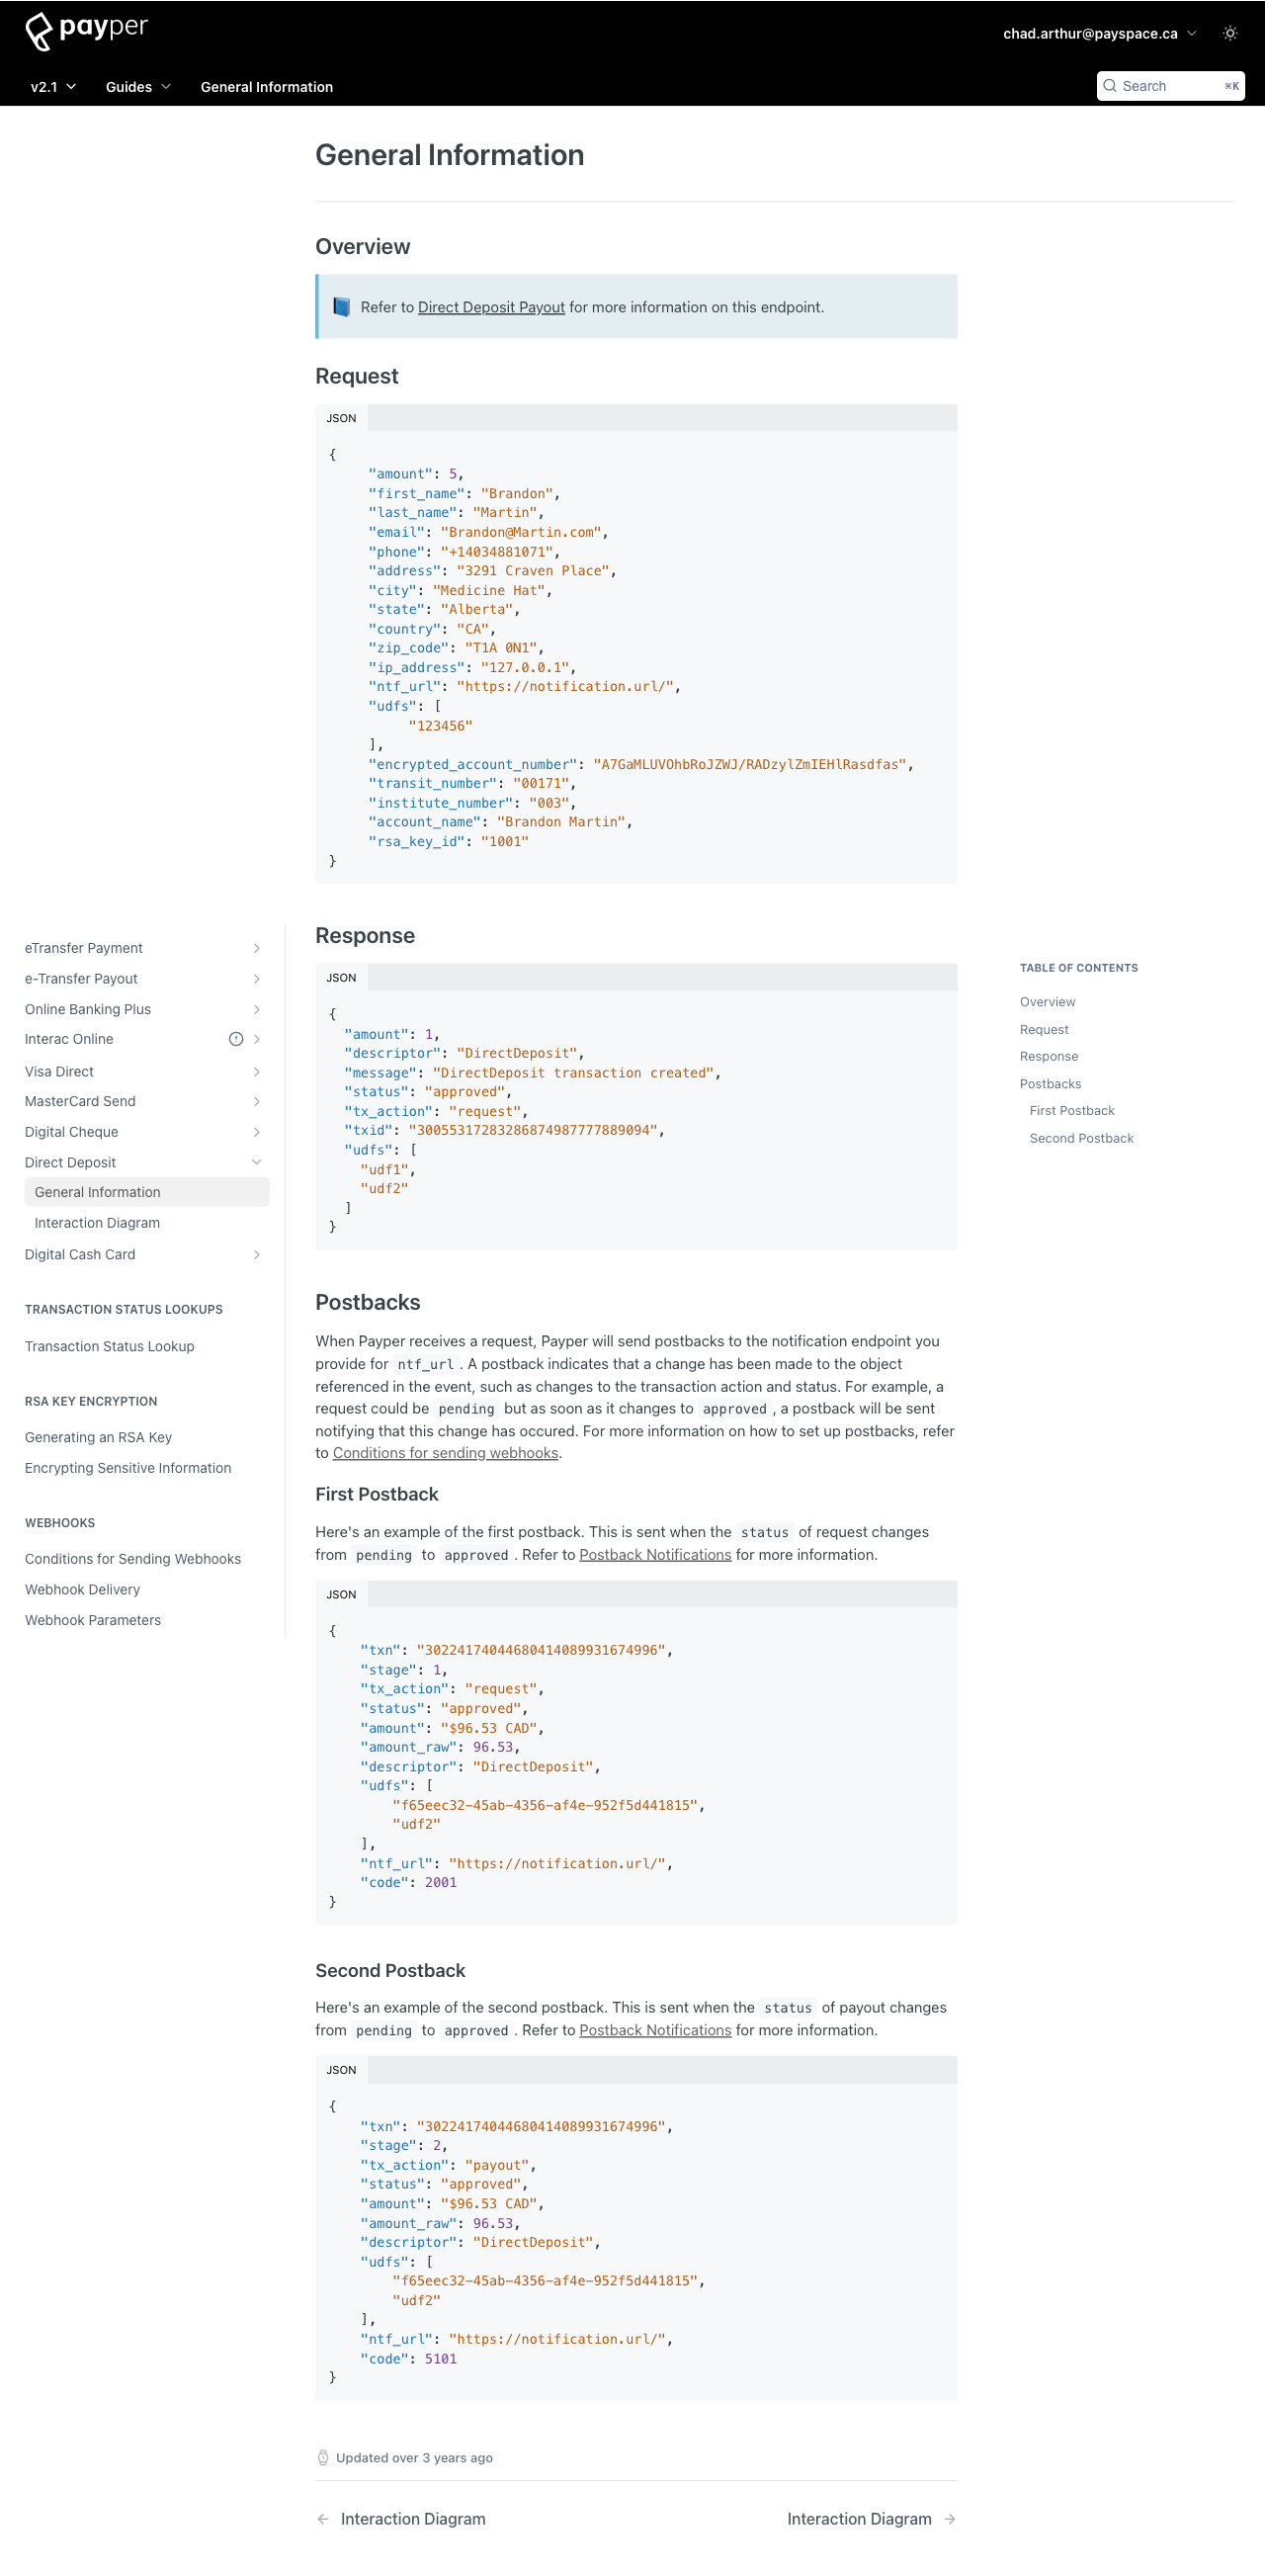 payper
chad.arthur@payspace.ca
v2.1
Guides
General Information
Search
⌘K
General Information
Overview
📘 Refer to Direct Deposit Payout for more information on this endpoint.
Request
JSON
{
"amount": 5,
"first_name": "Brandon",
"last_name": "Martin",
"email": "Brandon@Martin.com",
"phone": "+14034881071",
"address": "3291 Craven Place",
"city": "Medicine Hat",
"state": "Alberta",
"country": "CA",
"zip_code": "T1A 0N1",
"ip_address": "127.0.0.1",
"ntf_url": "https://notification.url/",
"udfs": [
"123456"
],
"encrypted_account_number": "A7GaMLUVOhbRoJZWJ/RADzylZmIEHlRasdfas",
"transit_number": "00171",
"institute_number": "003",
"account_name": "Brandon Martin",
"rsa_key_id": "1001"
}
eTransfer Payment
e-Transfer Payout
Online Banking Plus
Interac Online
Visa Direct
MasterCard Send
Digital Cheque
Direct Deposit
General Information
Interaction Diagram
Digital Cash Card
TRANSACTION STATUS LOOKUPS
Transaction Status Lookup
RSA KEY ENCRYPTION
Generating an RSA Key
Encrypting Sensitive Information
WEBHOOKS
Conditions for Sending Webhooks
Webhook Delivery
Webhook Parameters
Response
JSON
{
"amount": 1,
"descriptor": "DirectDeposit",
"message": "DirectDeposit transaction created",
"status": "approved",
"tx_action": "request",
"txid": "30055317283286874987777889094",
"udfs": [
"udf1",
"udf2"
]
}
TABLE OF CONTENTS
Overview
Request
Response
Postbacks
First Postback
Second Postback
Postbacks
When Payper receives a request, Payper will send postbacks to the notification endpoint you
provide for ntf_url. A postback indicates that a change has been made to the object
referenced in the event, such as changes to the transaction action and status. For example, a
request could be pending but as soon as it changes to approved, a postback will be sent
notifying that this change has occured. For more information on how to set up postbacks, refer
to Conditions for sending webhooks.
First Postback
Here's an example of the first postback. This is sent when the status of request changes
from pending to approved. Refer to Postback Notifications for more information.
JSON
{
"txn": "30224174044680414089931674996",
"stage": 1,
"tx_action": "request",
"status": "approved",
"amount": "$96.53 CAD",
"amount_raw": 96.53,
"descriptor": "DirectDeposit",
"udfs": [
"f65eec32-45ab-4356-af4e-952f5d441815",
"udf2"
],
"ntf_url": "https://notification.url/",
"code": 2001
}
Second Postback
Here's an example of the second postback. This is sent when the status of payout changes
from pending to approved. Refer to Postback Notifications for more information.
JSON
{
"txn": "30224174044680414089931674996",
"stage": 2,
"tx_action": "payout",
"status": "approved",
"amount": "$96.53 CAD",
"amount_raw": 96.53,
"descriptor": "DirectDeposit",
"udfs": [
"f65eec32-45ab-4356-af4e-952f5d441815",
"udf2"
],
"ntf_url": "https://notification.url/",
"code": 5101
}
Updated over 3 years ago
← Interaction Diagram
Interaction Diagram →